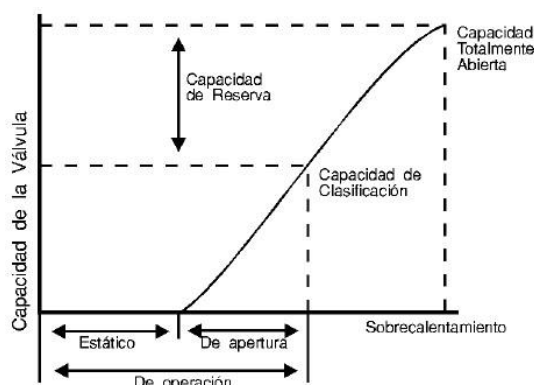 Capacidad
Totalmente
Abierta
Capacidad
de Reserva
Capacidad de
Clasificación
Capacidad de la Válvula
Sobrecalentamiento
Estático
De apertura
De operación